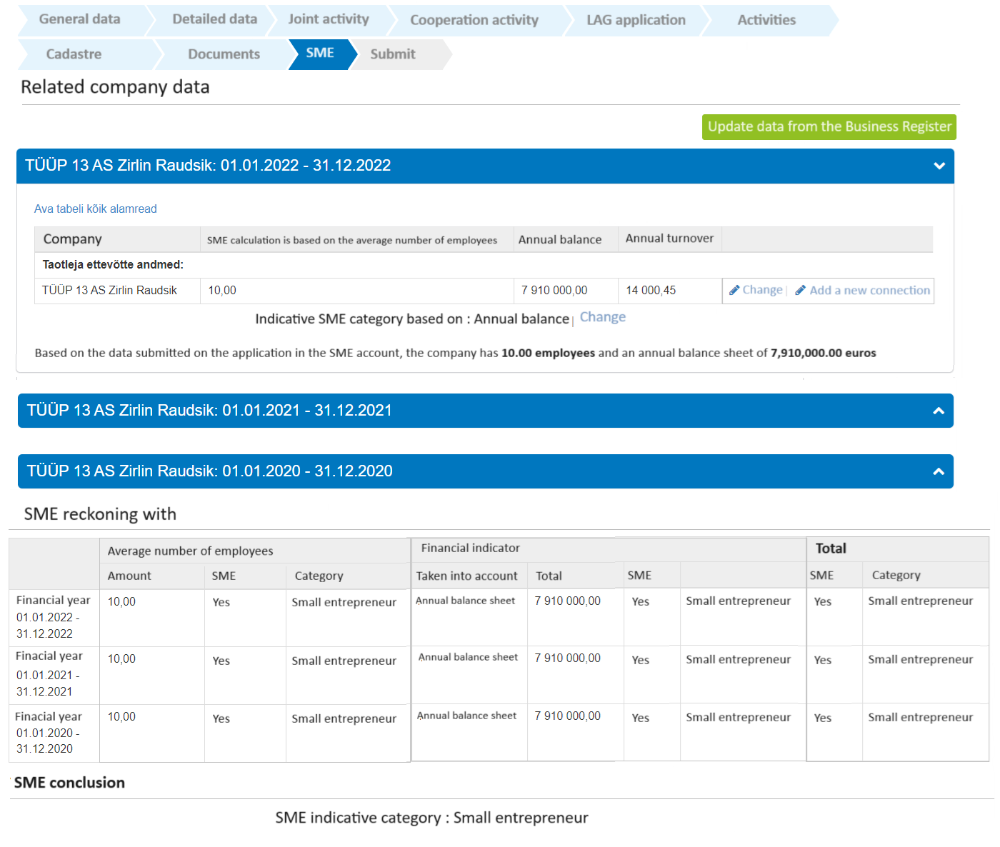 General data
Detailed data
Joint activity
Cooperation activity
LAG application
Activities
Cadastre
Documents
SME
Submit
Related company data
Update data from the Business Register
TÜÜP 13 AS Zirlin Raudsik: 01.01.2022 - 31.12.2022
Ava tabeli kõik alamread
Company SME calculation is based on the average number of employees Annual balance Annual turnover
Taotleja ettevõtte andmed:
TÜÜP 13 AS Zirlin Raudsik 10,00 7 910 000,00 14 000,45 Change | Add a new connection
Indicative SME category based on : Annual balance | Change
Based on the data submitted on the application in the SME account, the company has 10.00 employees and an annual balance sheet of 7,910,000.00 euros
TÜÜP 13 AS Zirlin Raudsik: 01.01.2021 - 31.12.2021
TÜÜP 13 AS Zirlin Raudsik: 01.01.2020 - 31.12.2020
SME reckoning with
Average number of employees Financial indicator Total
Amount SME Category Taken into account Total SME SME Category
Financial year 10,00 Yes Small entrepreneur Annual balance sheet 7 910 000,00 Yes Small entrepreneur Yes Small entrepreneur
01.01.2022 -
31.12.2022
Finacial year 10,00 Yes Small entrepreneur Annual balance sheet 7 910 000,00 Yes Small entrepreneur Yes Small entrepreneur
01.01.2021 -
31.12.2021
Finacial year 10,00 Yes Small entrepreneur Annual balance sheet 7 910 000,00 Yes Small entrepreneur Yes Small entrepreneur
01.01.2020 -
31.12.2020
SME conclusion
SME indicative category : Small entrepreneur